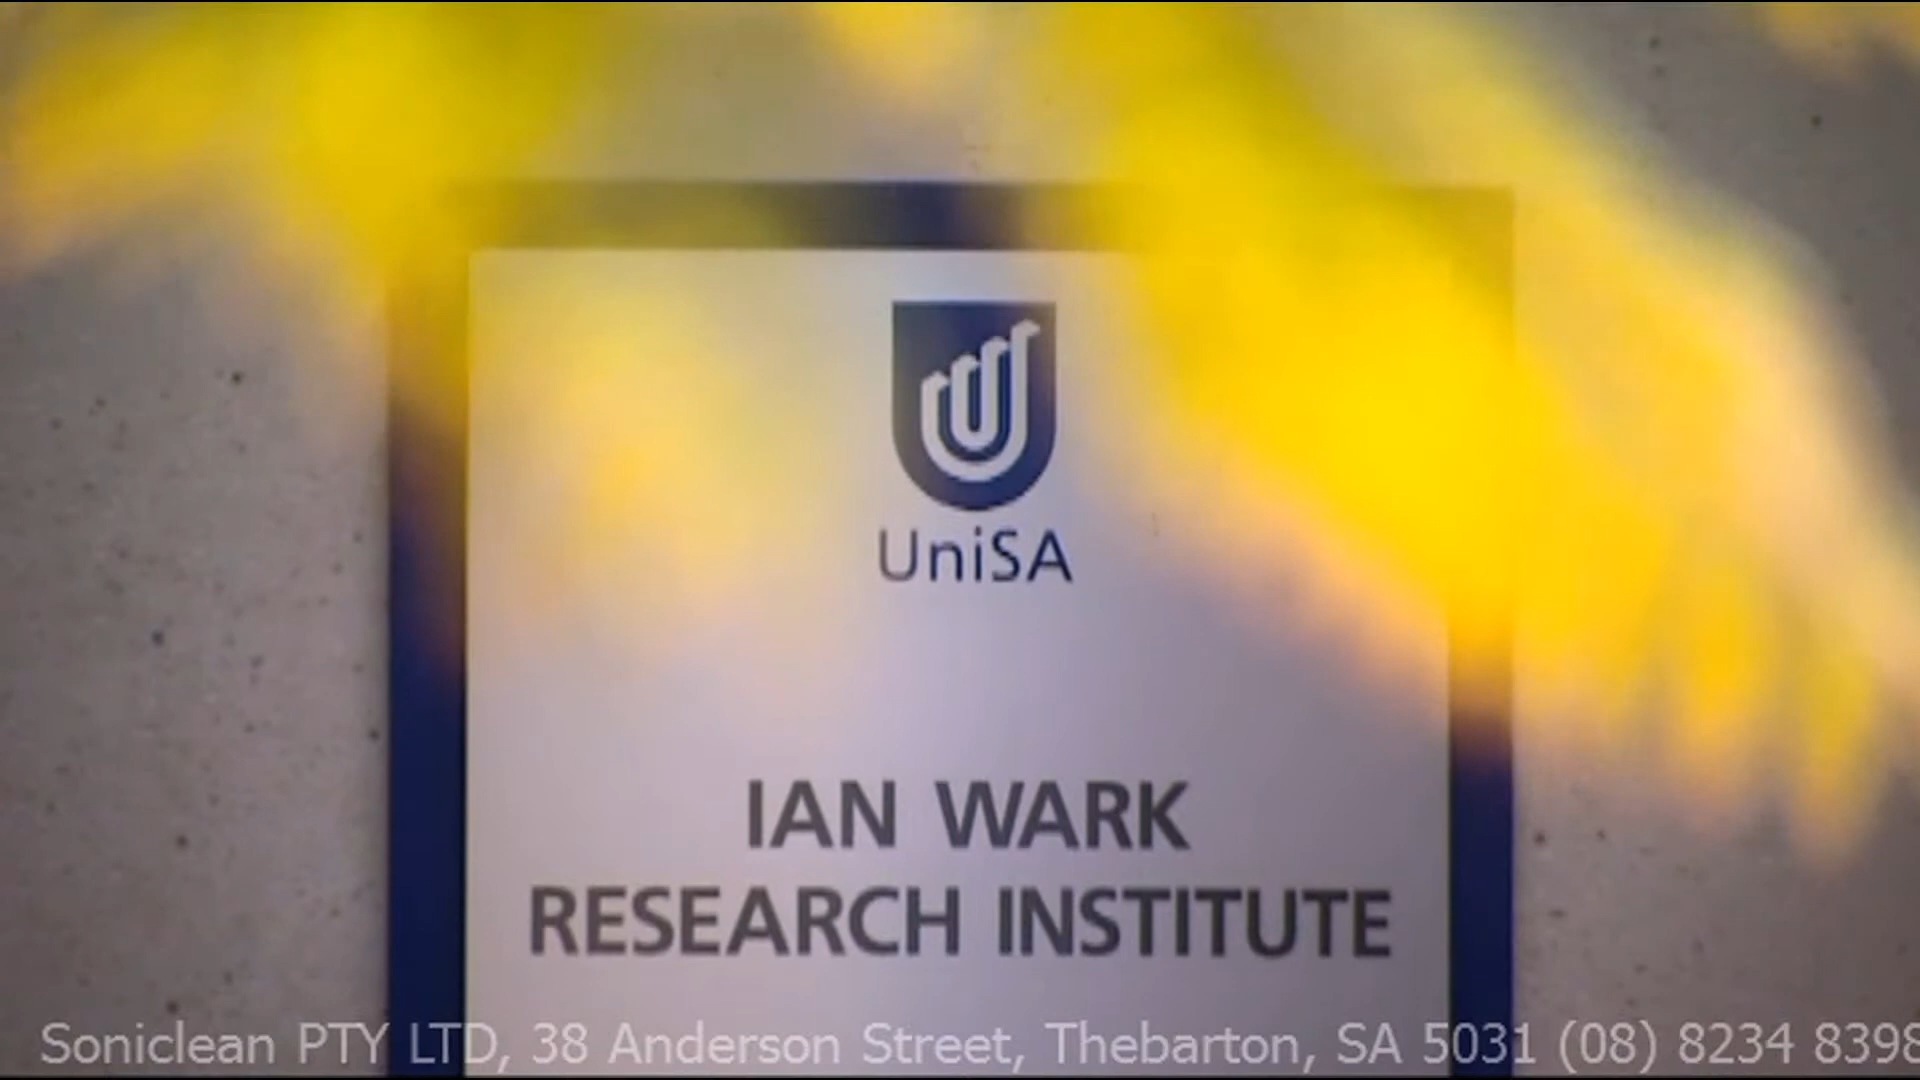 UniSA
IAN WARK
RESEARCH INSTITUTE
Soniclean PTY LTD, 38 Anderson Street, Thebarton, SA 5031 (08) 8234 8398